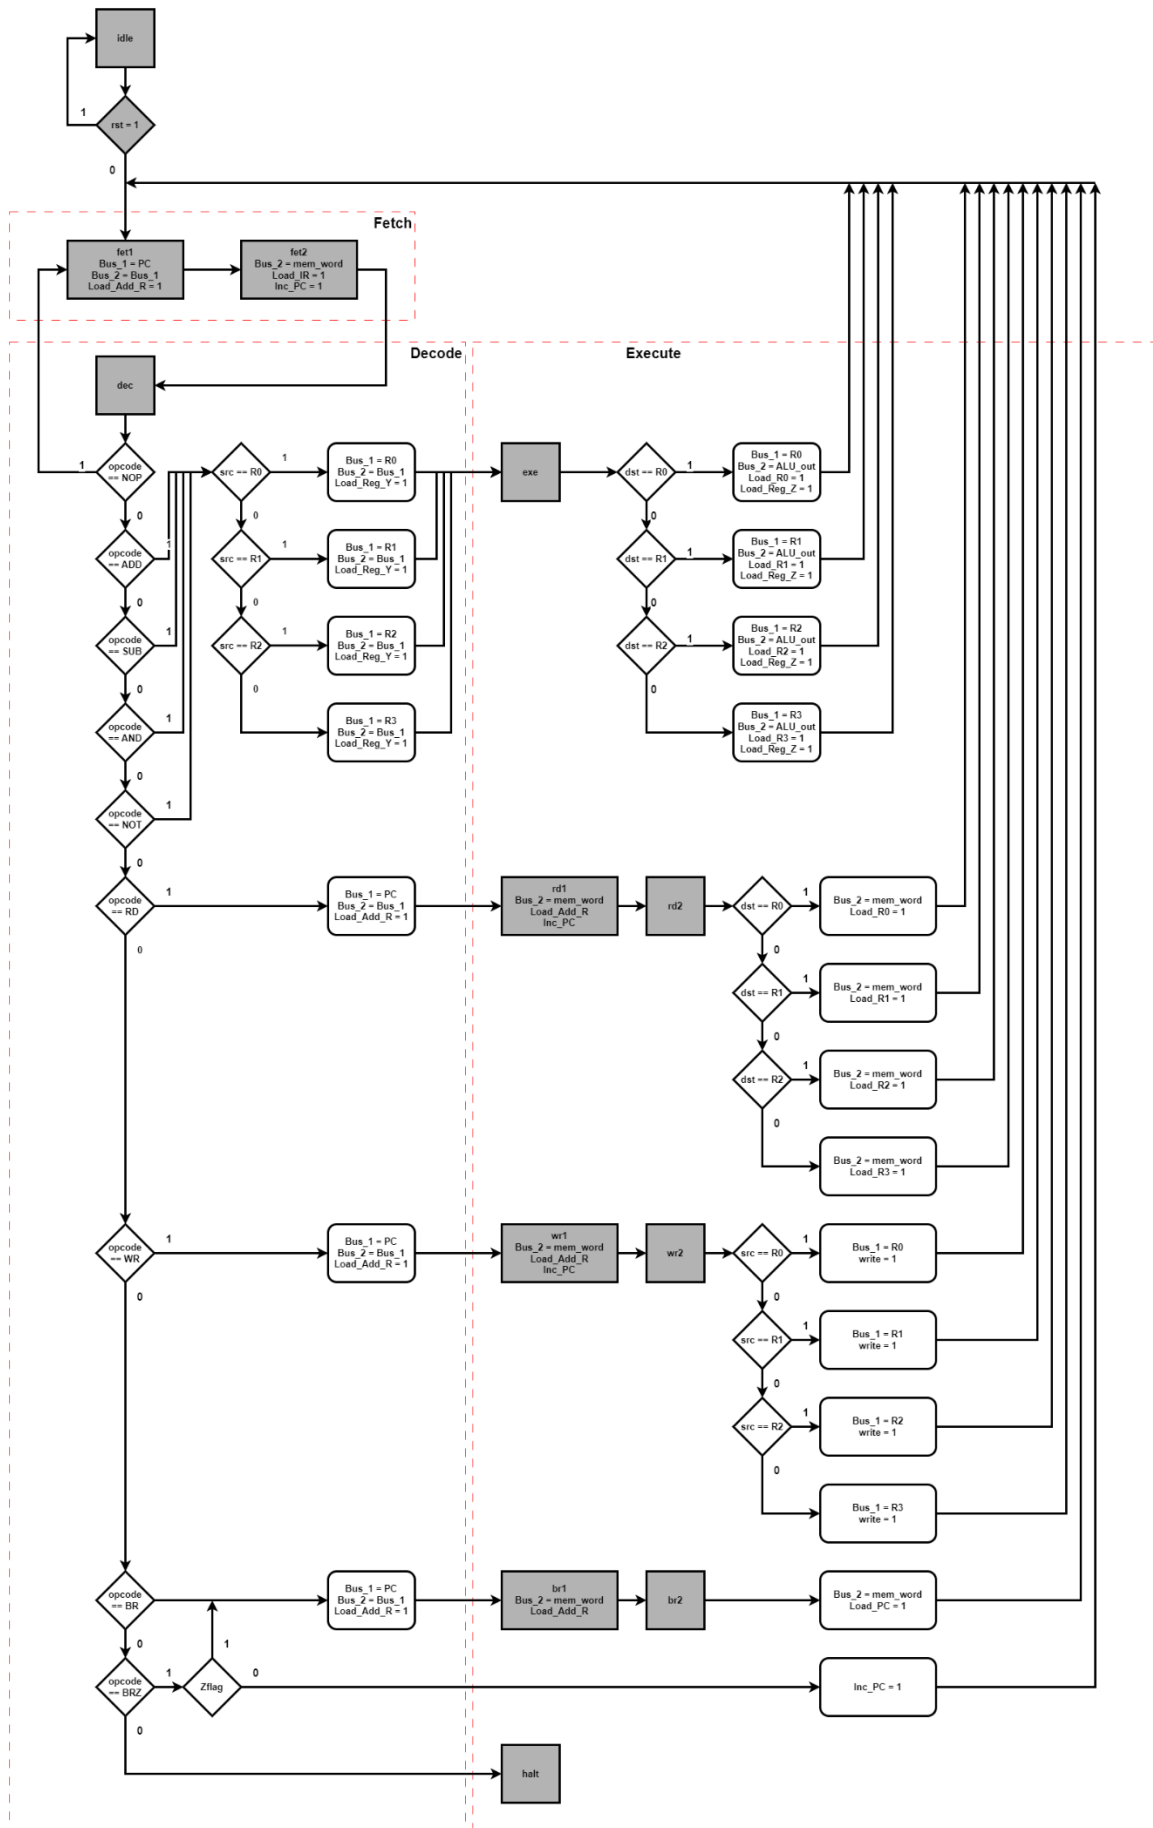 idle
1
rst = 1
0
Fetch
fet1
Bus_1 = PC
Bus_2 = Bus_1
Load_Add_R = 1
fet2
Bus_2 = mem_word
Load_IR = 1
Inc_PC = 1
Decode
Execute
dec
1
opcode
== NOP
0
src == R0
1
0
Bus_1 = R0
Bus_2 = Bus_1
Load_Reg_Y = 1
exe
dst == R0
1
0
Bus_1 = R0
Bus_2 = ALU_out
Load_R0 = 1
Load_Reg_Z = 1
opcode
== ADD
1
0
src == R1
1
0
Bus_1 = R1
Bus_2 = Bus_1
Load_Reg_Y = 1
dst == R1
1
0
Bus_1 = R1
Bus_2 = ALU_out
Load_R1 = 1
Load_Reg_Z = 1
opcode
== SUB
1
0
src == R2
1
0
Bus_1 = R2
Bus_2 = Bus_1
Load_Reg_Y = 1
dst == R2
1
0
Bus_1 = R2
Bus_2 = ALU_out
Load_R2 = 1
Load_Reg_Z = 1
opcode
== AND
1
0
Bus_1 = R3
Bus_2 = Bus_1
Load_Reg_Y = 1
Bus_1 = R3
Bus_2 = ALU_out
Load_R3 = 1
Load_Reg_Z = 1
opcode
== NOT
1
0
opcode
== RD
1
0
Bus_1 = PC
Bus_2 = Bus_1
Load_Add_R = 1
rd1
Bus_2 = mem_word
Load_Add_R
Inc_PC
rd2
dst == R0
1
0
Bus_2 = mem_word
Load_R0 = 1
dst == R1
1
0
Bus_2 = mem_word
Load_R1 = 1
dst == R2
1
0
Bus_2 = mem_word
Load_R2 = 1
Bus_2 = mem_word
Load_R3 = 1
opcode
== WR
1
0
Bus_1 = PC
Bus_2 = Bus_1
Load_Add_R = 1
wr1
Bus_2 = mem_word
Load_Add_R
Inc_PC
wr2
src == R0
1
0
Bus_1 = R0
write = 1
src == R1
1
0
Bus_1 = R1
write = 1
src == R2
1
0
Bus_1 = R2
write = 1
Bus_1 = R3
write = 1
opcode
== BR
0
Bus_1 = PC
Bus_2 = Bus_1
Load_Add_R = 1
br1
Bus_2 = mem_word
Load_Add_R
br2
Bus_2 = mem_word
Load_PC = 1
opcode
== BRZ
1
0
Zflag
1
0
Inc_PC = 1
halt